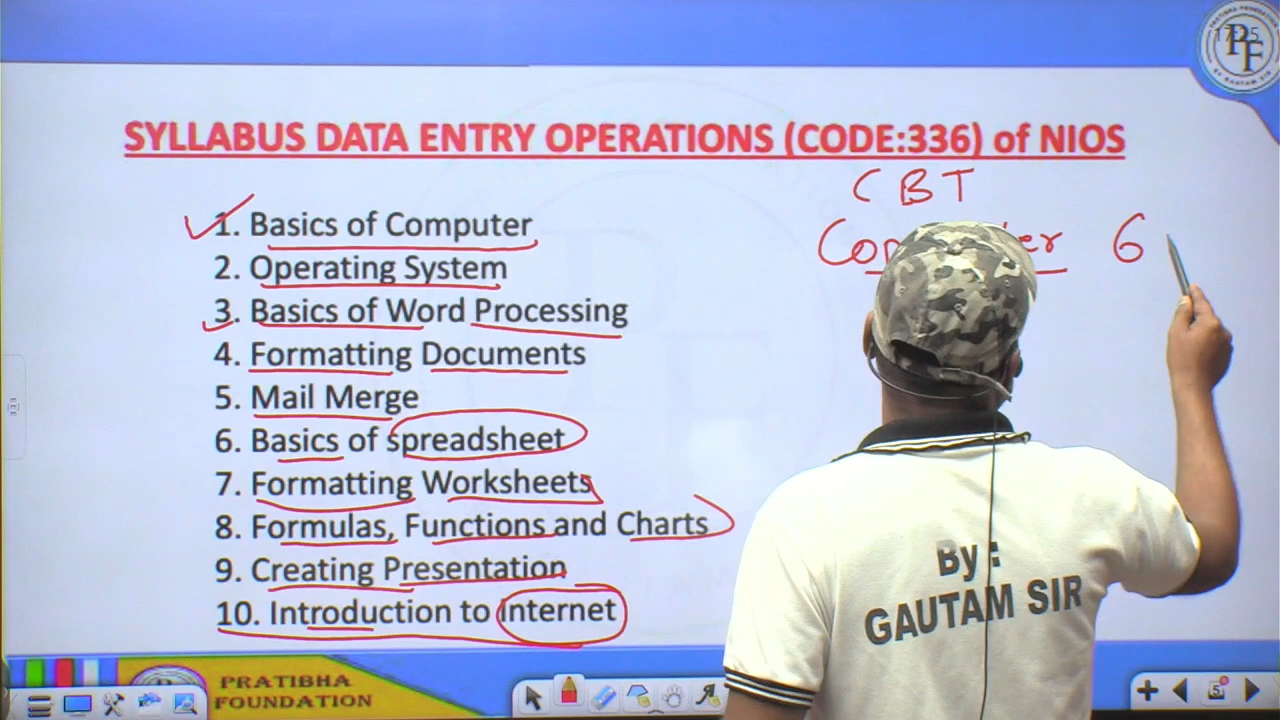 SYLLABUS DATA ENTRY OPERATIONS (CODE:336) of NIOS
CBT
6
1. Basics of Computer
2. Operating System
3. Basics of Word Processing
4. Formatting Documents
5. Mail Merge
6. Basics of spreadsheet
7. Formatting Worksheets
8. Formulas, Functions and Charts
9. Creating Presentation
10. Introduction to internet
By :
GAUTAM SIR
PRATIBHA
FOUNDATION
5